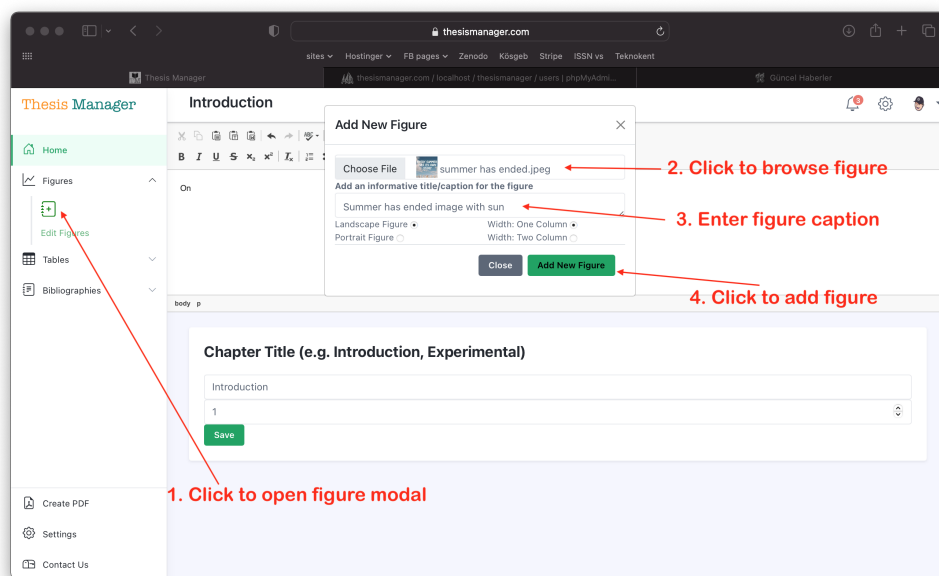 thesismanager.com
sites Hostinger FB pages Zenodo Kösgeb Stripe ISSN vs Teknokent
Thesis Manager
thesismanager.com / localhost / thesismanager / users | phpMyAdmi...
Güncel Haberler
Thesis Manager
Introduction
3
Home
Figures
Edit Figures
Tables
Bibliographies
Create PDF
Settings
Contact Us
B I U S x₂ x² Ix
On
body p
Add New Figure
Choose File summer has ended.jpeg
Add an informative title/caption for the figure
Summer has ended image with sun
Landscape Figure Width: One Column
Portrait Figure Width: Two Column
Close Add New Figure
2. Click to browse figure
3. Enter figure caption
4. Click to add figure
Chapter Title (e.g. Introduction, Experimental)
Introduction
1
Save
1. Click to open figure modal